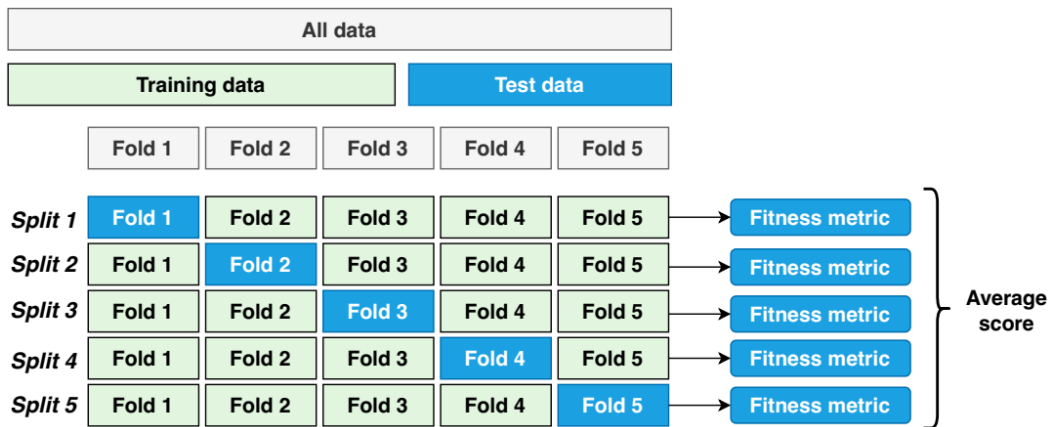 All data
Training data Test data
Fold 1 Fold 2 Fold 3 Fold 4 Fold 5
Split 1 Fold 1 Fold 2 Fold 3 Fold 4 Fold 5 Fitness metric
Split 2 Fold 1 Fold 2 Fold 3 Fold 4 Fold 5 Fitness metric
Split 3 Fold 1 Fold 2 Fold 3 Fold 4 Fold 5 Fitness metric
Split 4 Fold 1 Fold 2 Fold 3 Fold 4 Fold 5 Fitness metric
Split 5 Fold 1 Fold 2 Fold 3 Fold 4 Fold 5 Fitness metric
Average
score